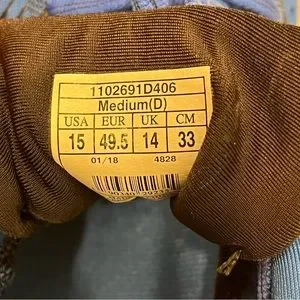 1102691D406
Medium(D)
USA EUR UK CM
15 49.5 14 33
01/18 4828